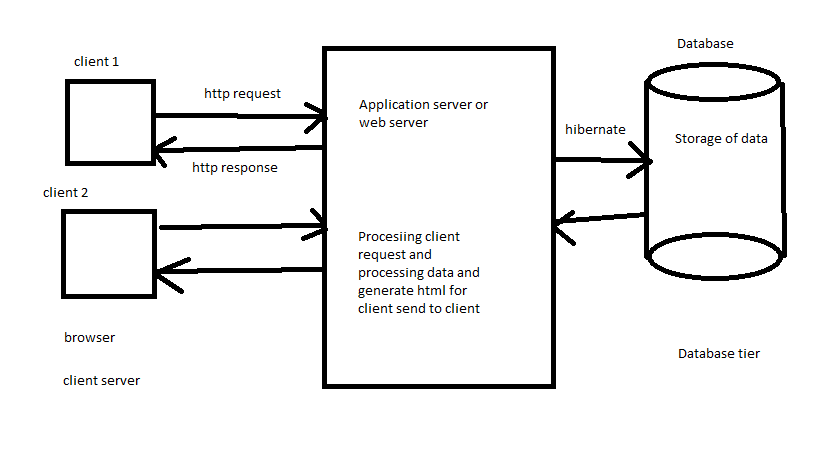 client 1
http request
http response
client 2
browser
client server
Application server or
web server
Procesiing client
request and
processing data and
generate html for
client send to client
hibernate
Database
Storage of data
Database tier